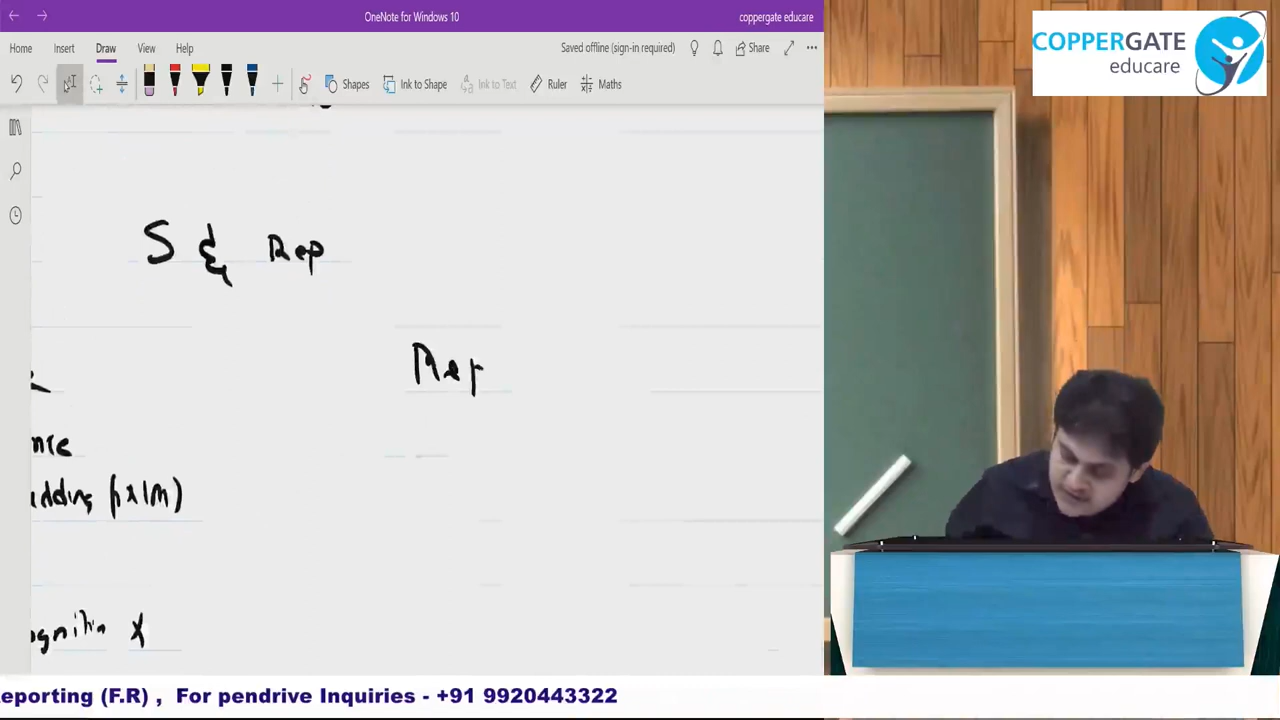 OneNote for Windows 10
coppergate educare
Home Insert Draw View Help
Saved offline (sign-in required)
Share
Shapes
Ink to Shape
Ink to Text
Ruler
Maths
COPPERGATE
educare
S & Rep
Rep
nce
dding (PXIM)
ognition X
eporting (F.R) , For pendrive Inquiries - +91 9920443322